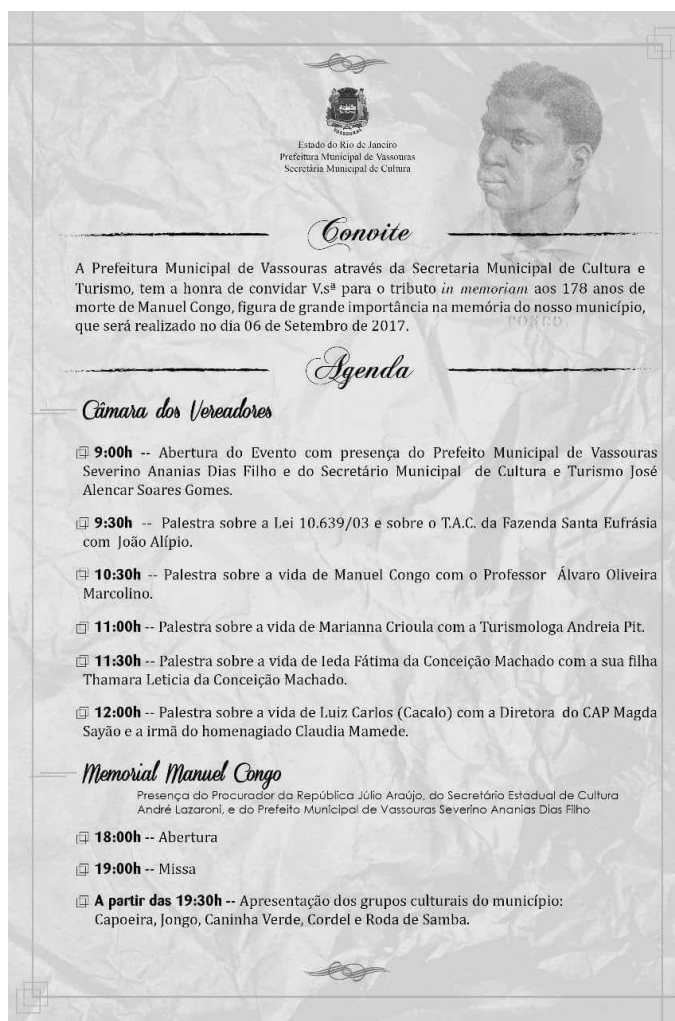 VASSOURAS
Estado do Rio de Janeiro
Prefeitura Municipal de Vassouras
Secretária Municipal de Cultura
Convite
A Prefeitura Municipal de Vassouras através da Secretaria Municipal de Cultura e
Turismo, tem a honra de convidar V.sª para o tributo in memoriam aos 178 anos de
morte de Manuel Congo, figura de grande importância na memória do nosso município,
que será realizado no dia 06 de Setembro de 2017.
CONGO.
Agenda
Câmara dos Vereadores
9:00h -- Abertura do Evento com presença do Prefeito Municipal de Vassouras
Severino Ananias Dias Filho e do Secretário Municipal de Cultura e Turismo José
Alencar Soares Gomes.
9:30h -- Palestra sobre a Lei 10.639/03 e sobre o T.A.C. da Fazenda Santa Eufrásia
com João Alípio.
10:30h -- Palestra sobre a vida de Manuel Congo com o Professor Álvaro Oliveira
Marcolino.
11:00h -- Palestra sobre a vida de Marianna Crioula com a Turismologa Andreia Pit.
11:30h -- Palestra sobre a vida de Ieda Fátima da Conceição Machado com a sua filha
Thamara Leticia da Conceição Machado.
12:00h -- Palestra sobre a vida de Luiz Carlos (Cacalo) com a Diretora do CAP Magda
Sayão e a irmã do homenagiado Claudia Mamede.
Memorial Manuel Congo
Presença do Procurador da República Júlio Araújo, do Secretário Estadual de Cultura
André Lazaroni, e do Prefeito Municipal de Vassouras Severino Ananias Dias Filho
18:00h -- Abertura
19:00h -- Missa
A partir das 19:30h -- Apresentação dos grupos culturais do município:
Capoeira, Jongo, Caninha Verde, Cordel e Roda de Samba.